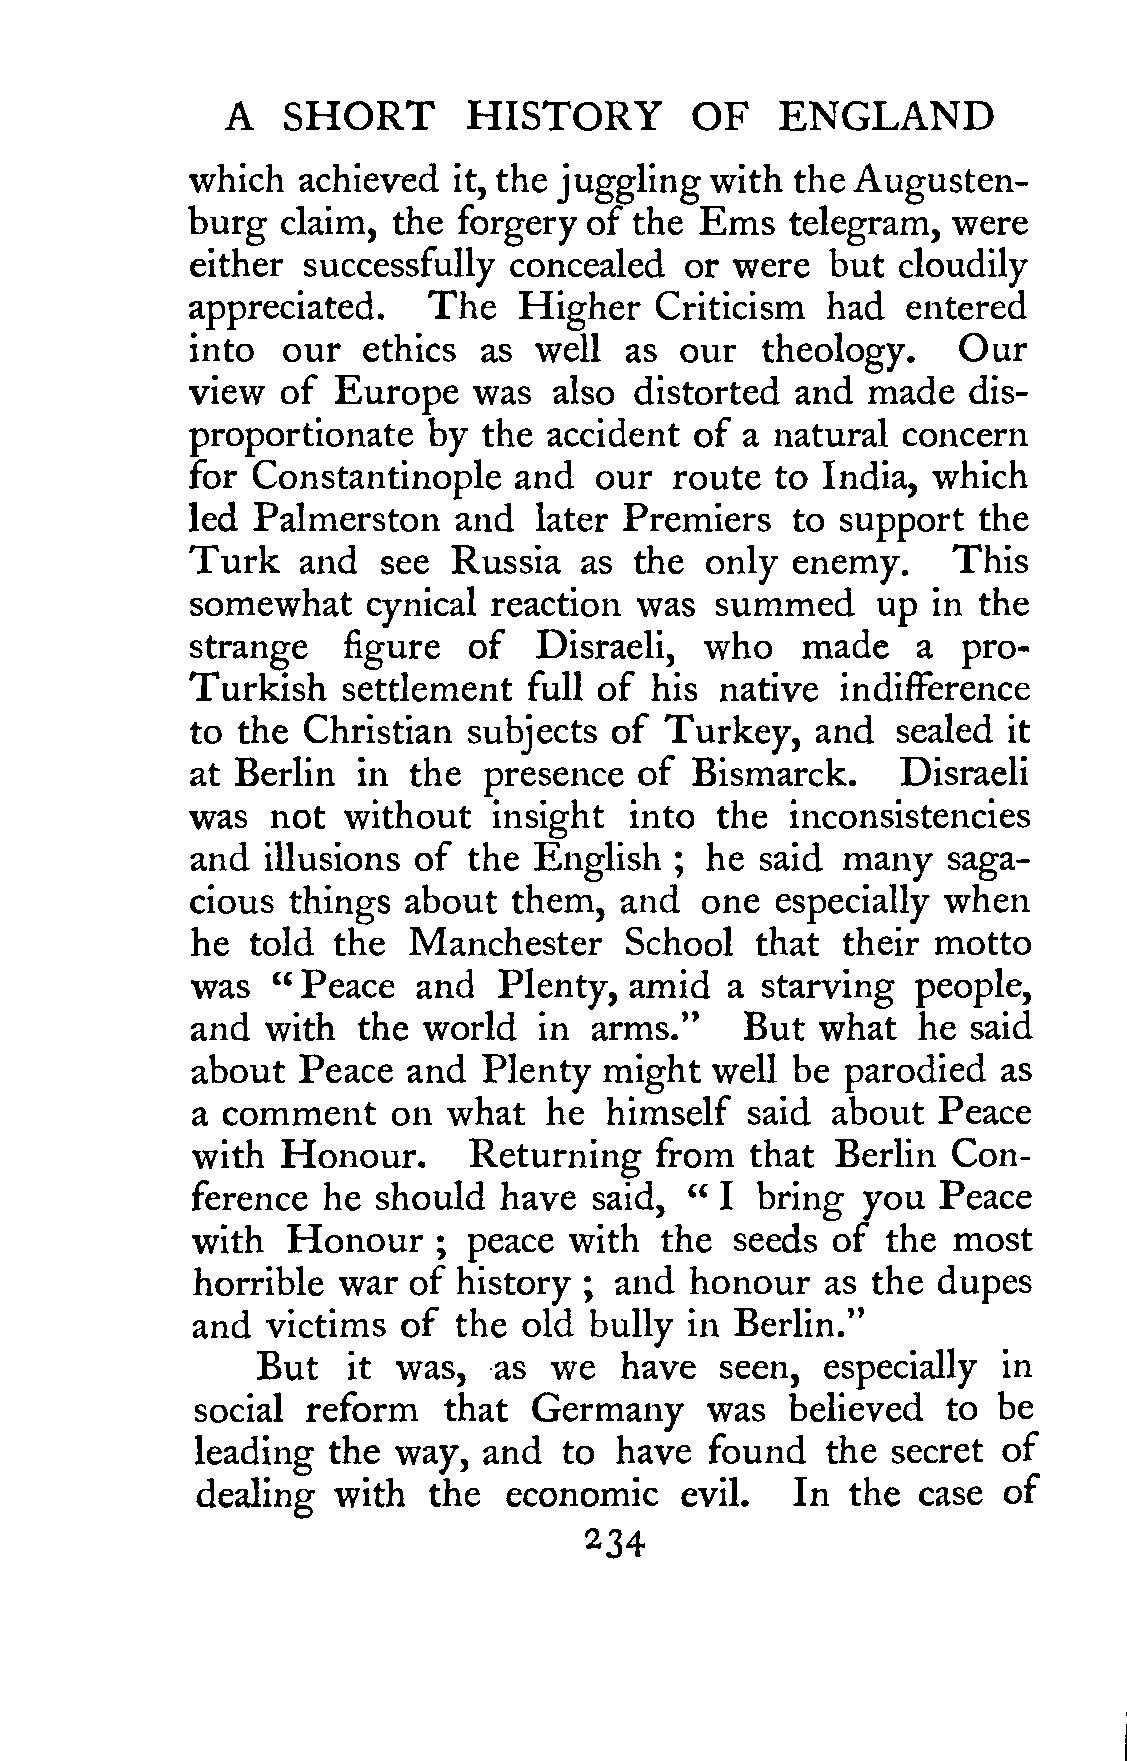 A SHORT HISTORY OF ENGLAND
which achieved it, the juggling with the Augusten-
burg claim, the forgery of the Ems telegram, were
either successfully concealed or were but cloudily
appreciated. The Higher Criticism had entered
into our ethics as well as our theology. Our
view of Europe was also distorted and made dis-
proportionate by the accident of a natural concern
for Constantinople and our route to India, which
led Palmerston and later Premiers to support the
Turk and see Russia as the only enemy. This
somewhat cynical reaction was summed up in the
strange figure of Disraeli, who made a pro-
Turkish settlement full of his native indifference
to the Christian subjects of Turkey, and sealed it
at Berlin in the presence of Bismarck. Disraeli
was not without insight into the inconsistencies
and illusions of the English ; he said many saga-
cious things about them, and one especially when
he told the Manchester School that their motto
was “ Peace and Plenty, amid a starving people,
and with the world in arms.” But what he said
about Peace and Plenty might well be parodied as
a comment on what he himself said about Peace
with Honour. Returning from that Berlin Con-
ference he should have said, “ I bring you Peace
with Honour ; peace with the seeds of the most
horrible war of history ; and honour as the dupes
and victims of the old bully in Berlin.”
But it was, as we have seen, especially in
social reform that Germany was believed to be
leading the way, and to have found the secret of
dealing with the economic evil. In the case of
234